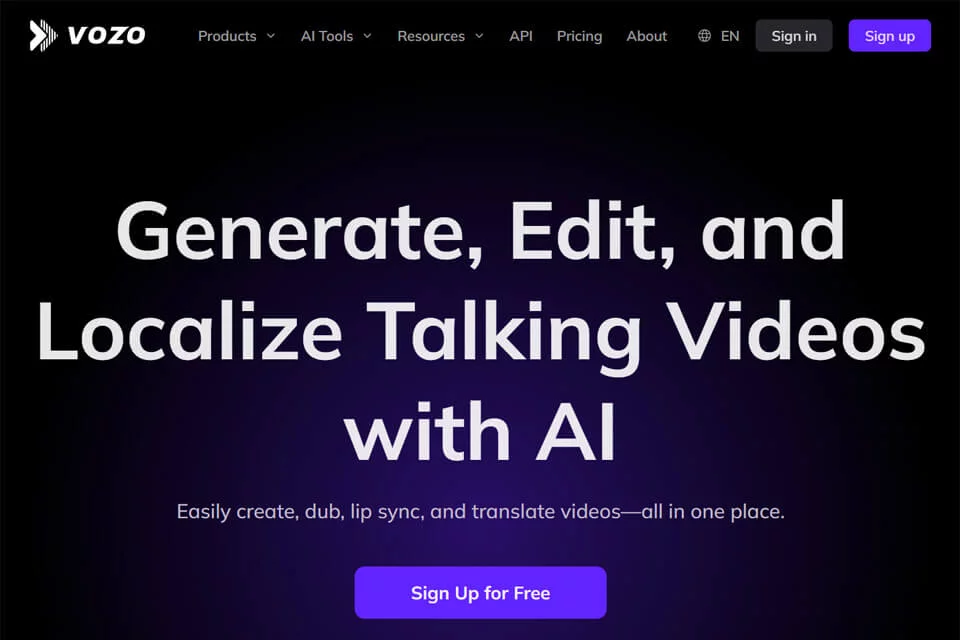 VOZO Products AI Tools Resources API Pricing About EN Sign in Sign up
Generate, Edit, and
Localize Talking Videos
with AI
Easily create, dub, lip sync, and translate videos—all in one place.
Sign Up for Free